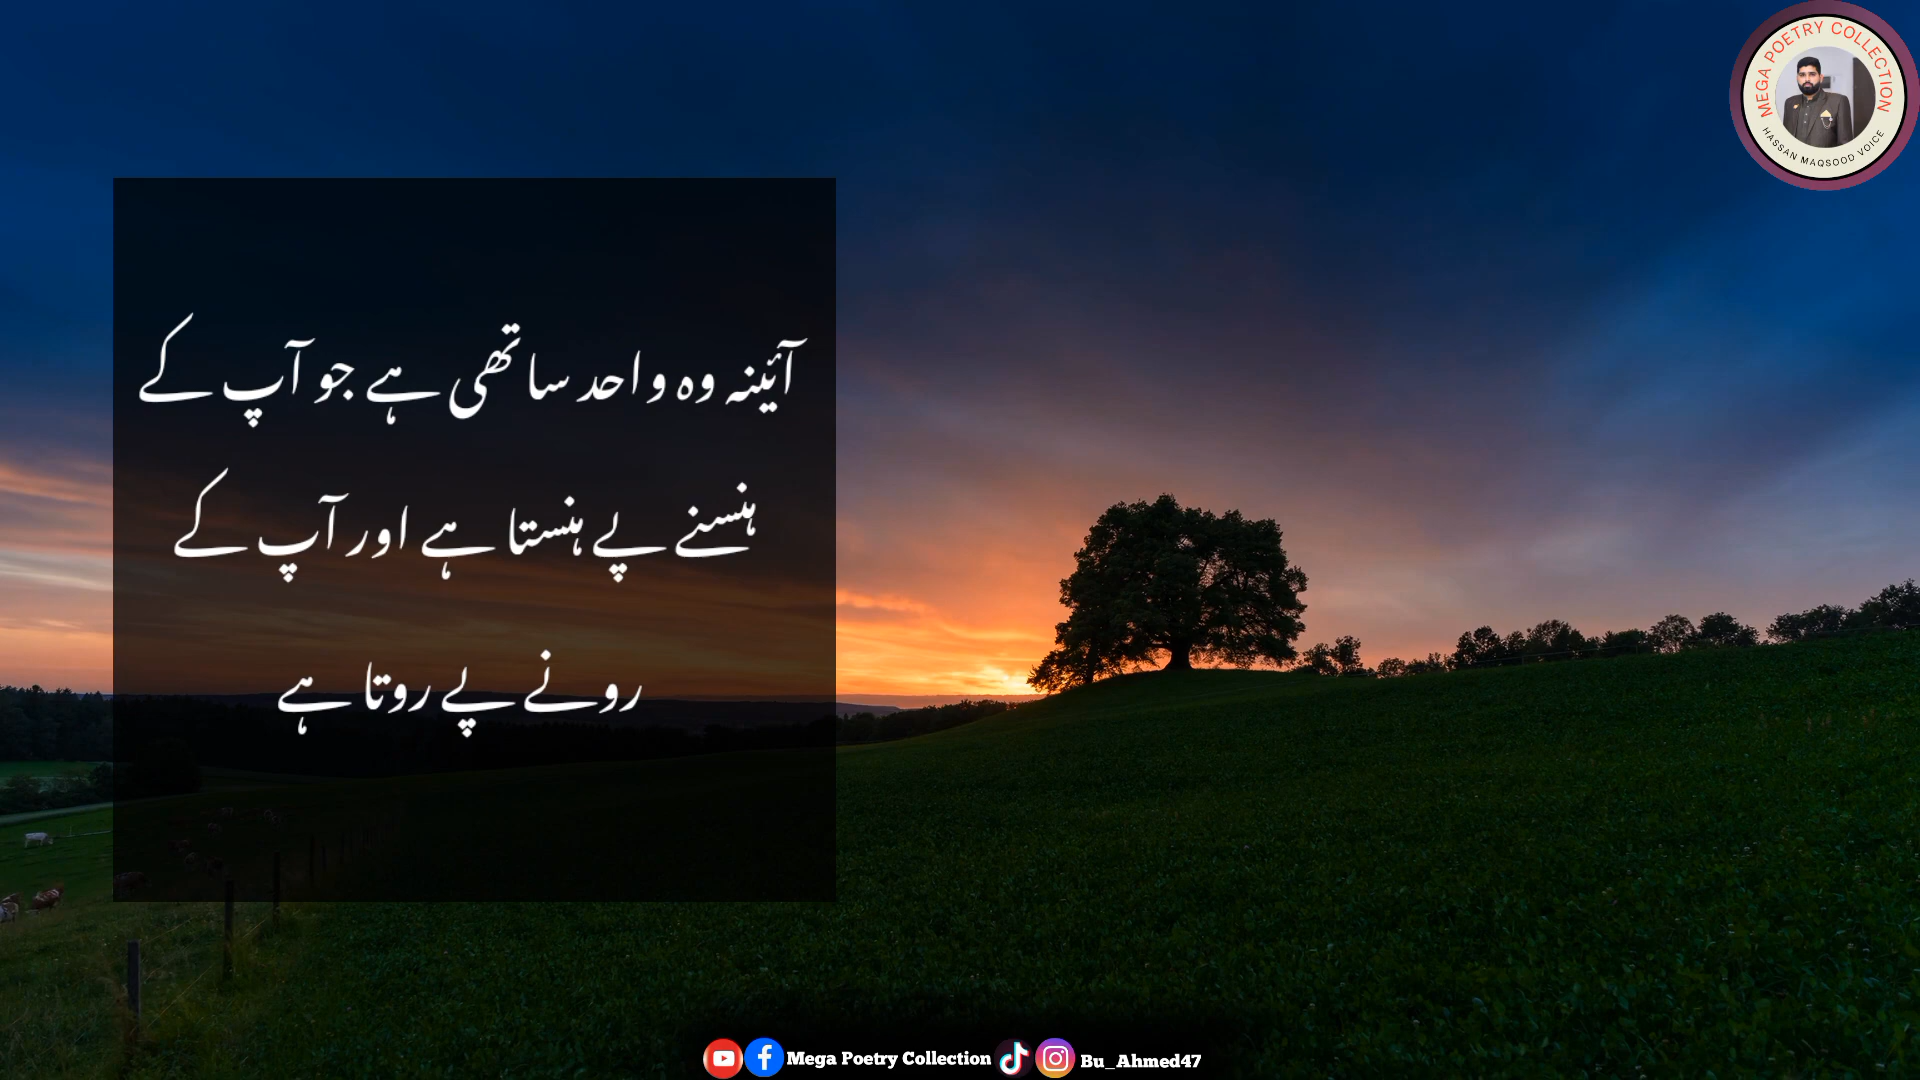 MEGA POETRY COLLECTION
HASSAN MAQSOOD VOICE
آئینہ وہ واحد ساتھی ہے جو آپ کے
ہنسنے پے ہنستا ہے اور آپ کے
رونے پے روتا ہے
Mega Poetry Collection Bu_Ahmed47